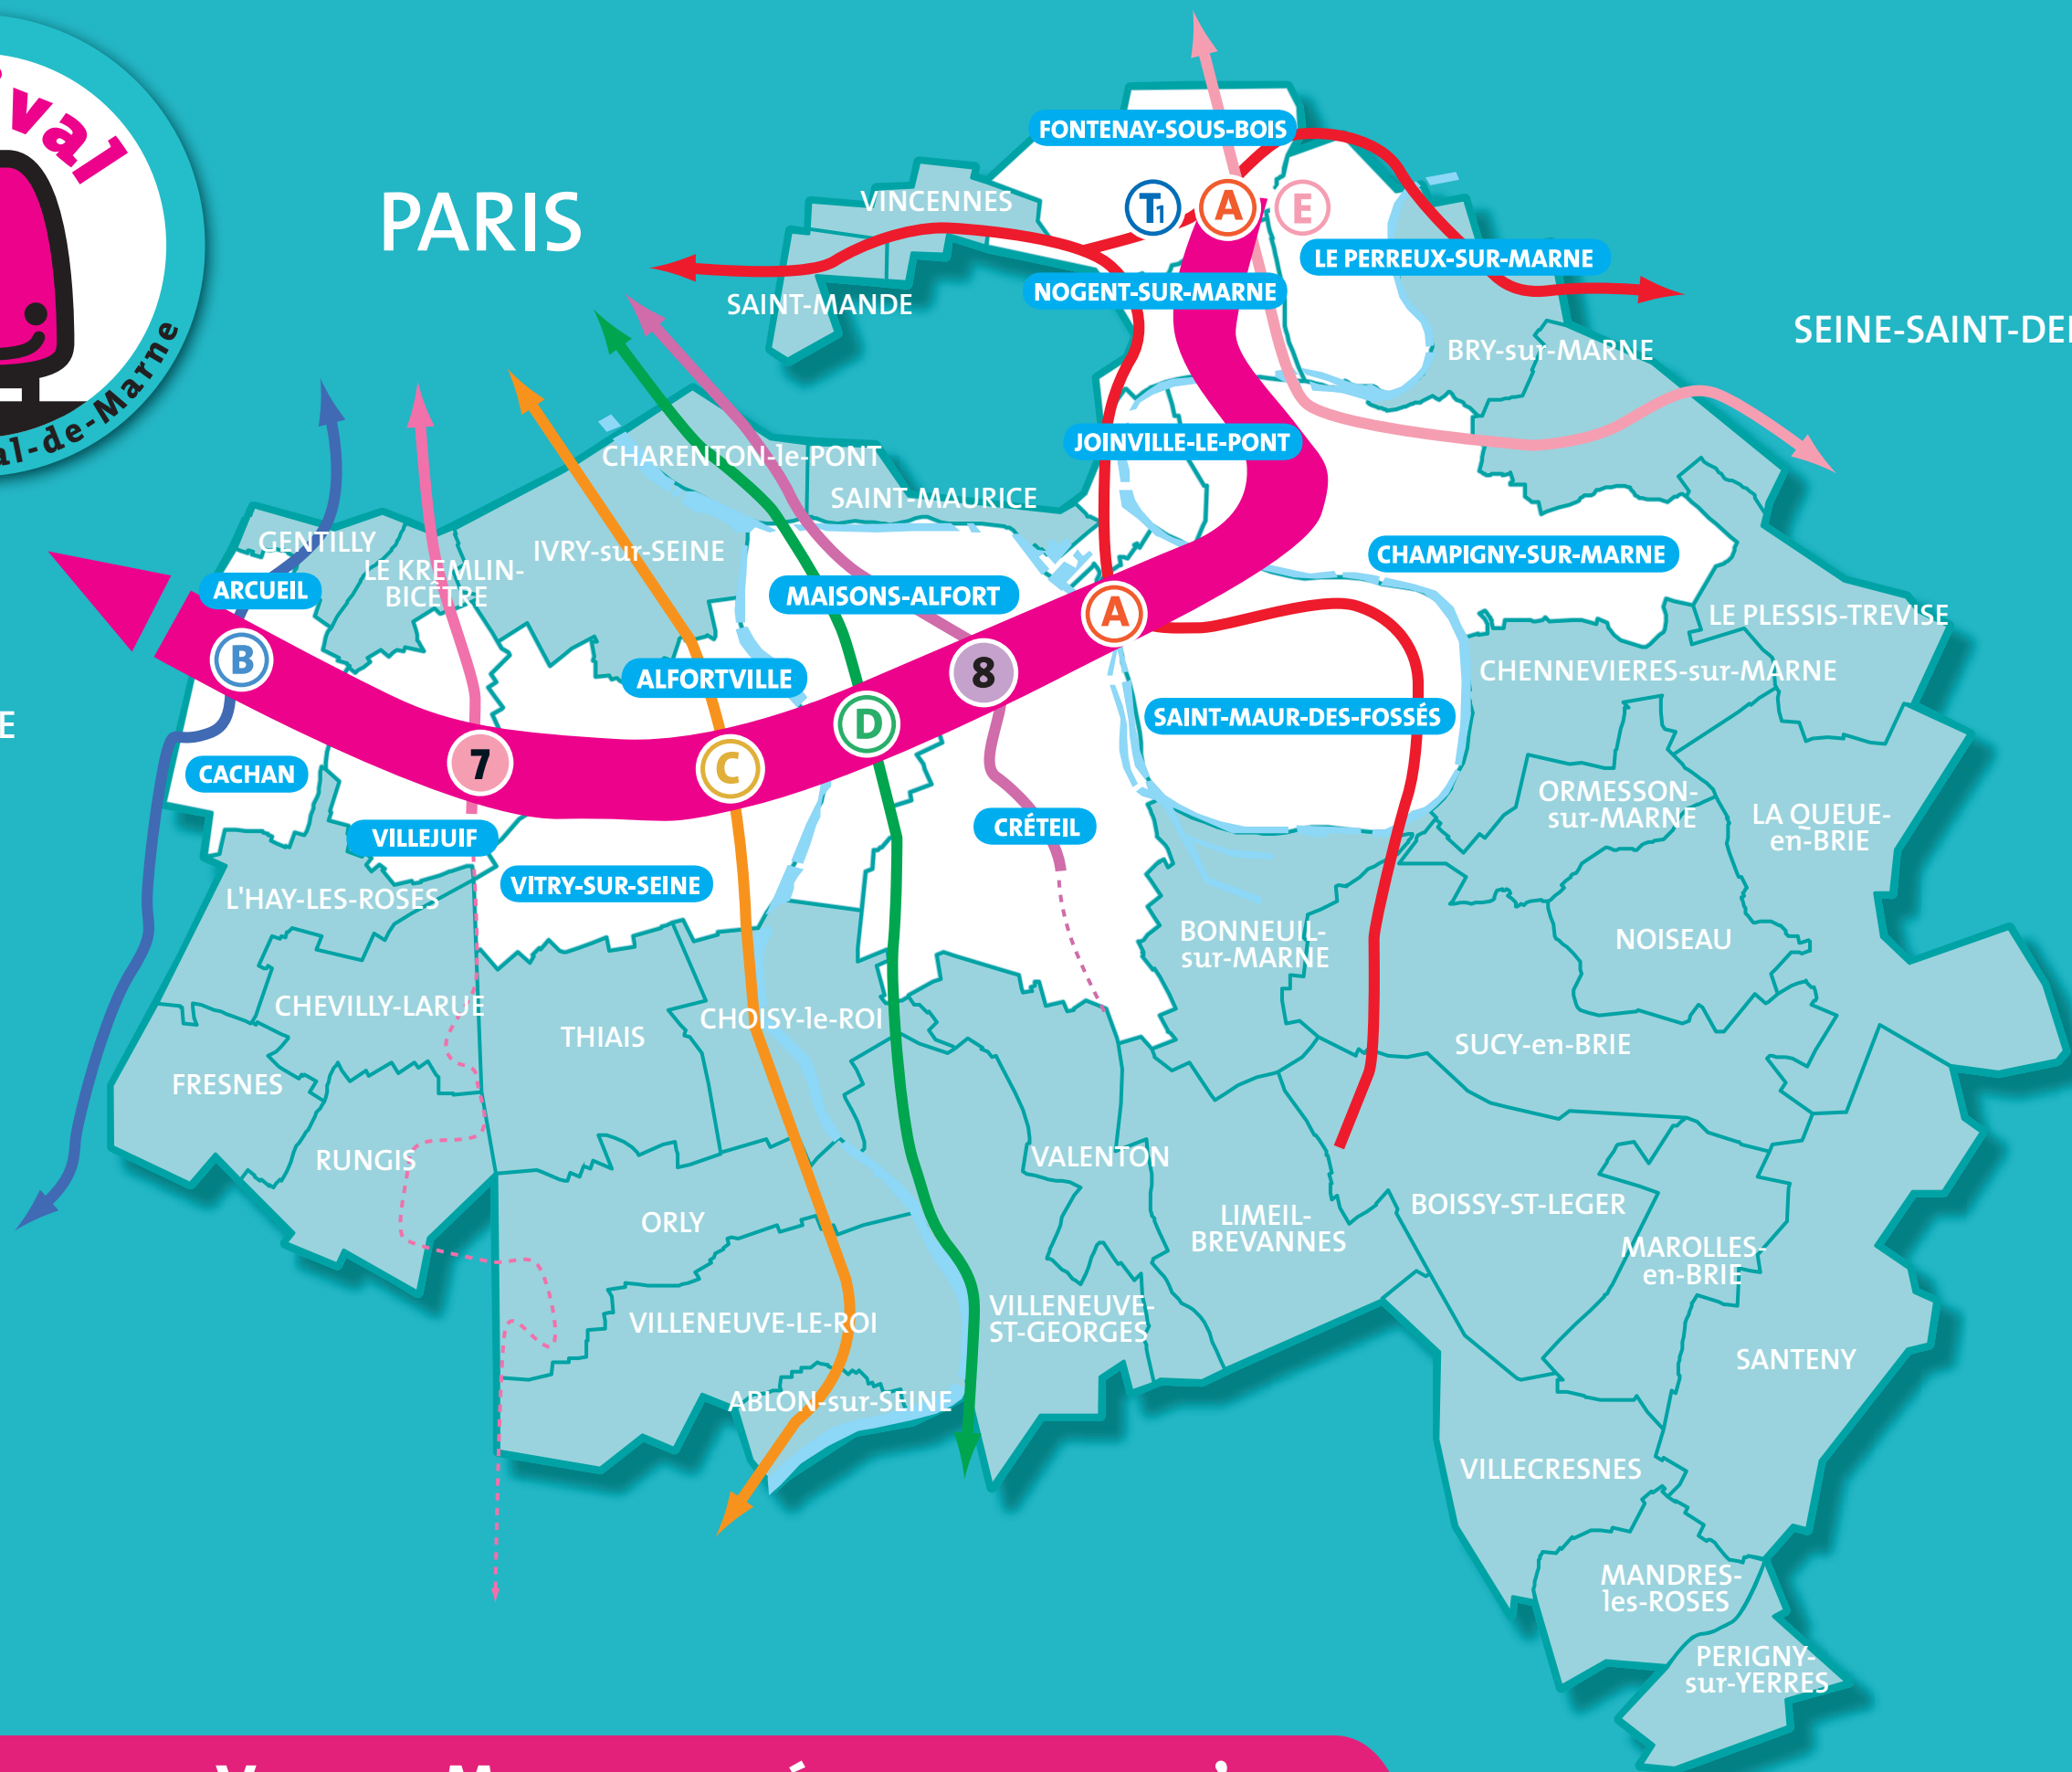 val
al-de-Marne
PARIS
FONTENAY-SOUS-BOIS
VINCENNES
T1
A
E
LE PERREUX-SUR-MARNE
NOGENT-SUR-MARNE
SAINT-MANDE
SEINE-SAINT-DE
BRY-sur-MARNE
JOINVILLE-LE-PONT
CHARENTON-le-PONT
SAINT-MAURICE
GENTILLY
IVRY-sur-SEINE
CHAMPIGNY-SUR-MARNE
LE KREMLIN-
BICÊTRE
ARCUEIL
MAISONS-ALFORT
A
LE PLESSIS-TREVISE
B
8
CHENNEVIERES-sur-MARNE
ALFORTVILLE
E
D
SAINT-MAUR-DES-FOSSÉS
7
C
CACHAN
ORMESSON-
sur-MARNE
LA QUEUE-
en-BRIE
VILLEJUIF
CRÉTEIL
VITRY-SUR-SEINE
L'HAY-LES-ROSES
BONNEUIL-
sur-MARNE
NOISEAU
CHEVILLY-LARUE
THIAIS
CHOISY-le-ROI
SUCY-en-BRIE
FRESNES
RUNGIS
VALENTON
ORLY
LIMEIL-
BREVANNES
BOISSY-ST-LEGER
MAROLLES-
en-BRIE
VILLENEUVE-LE-ROI
VILLENEUVE-
ST-GEORGES
SANTENY
ABLON-sur-SEINE
VILLECRESNES
MANDRES-
les-ROSES
PERIGNY-
sur-YERRES